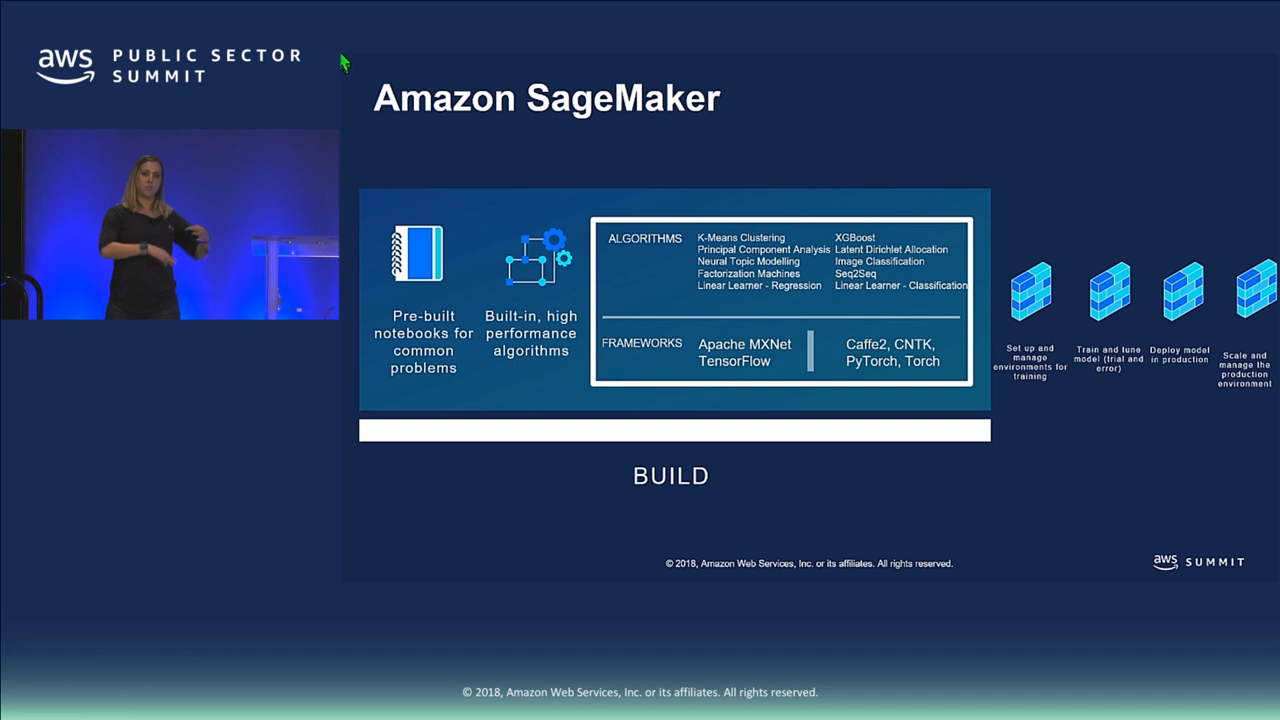 aws PUBLIC SECTOR
SUMMIT
Amazon SageMaker
Pre-built
notebooks for
common
problems
Built-in, high
performance
algorithms
ALGORITHMS
K-Means Clustering
Principal Component Analysis
Neural Topic Modelling
Factorization Machines
Linear Learner - Regression
XGBoost
Latent Dirichlet Allocation
Image Classification
Seq2Seq
Linear Learner - Classification
FRAMEWORKS
Apache MXNet
TensorFlow
Caffe2, CNTK,
PyTorch, Torch
Set up and
manage
environments for
training
Train and tune
model (trial and
error)
Deploy model
in production
Scale and
manage the
production
environment
BUILD
© 2018, Amazon Web Services, Inc. or its affiliates. All rights reserved.
aws SUMMIT
© 2018, Amazon Web Services, Inc. or its affiliates. All rights reserved.